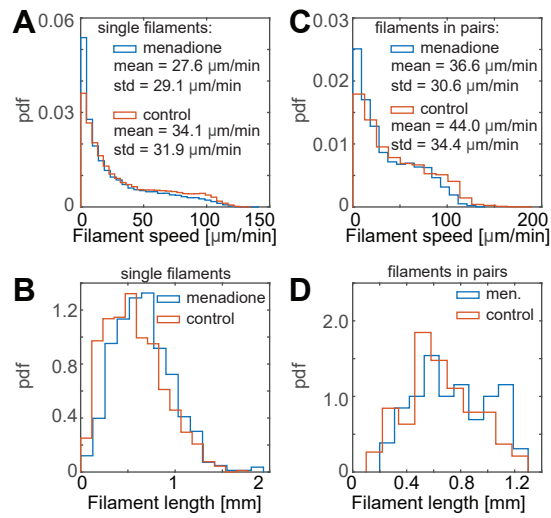 A
single filaments:
menadione
mean = 27.6 µm/min
std = 29.1 µm/min
control
mean = 34.1 µm/min
std = 31.9 µm/min
pdf
0.06
0.03
0
0 50 100 150
Filament speed [µm/min]
C
filaments in pairs:
menadione
mean = 36.6 µm/min
std = 30.6 µm/min
control
mean = 44.0 µm/min
std = 34.4 µm/min
pdf
0.03
0.02
0.01
0
0 100 200
Filament speed [µm/min]
B
single filaments
menadione
control
pdf
1.2
0.8
0.4
0
0 1 2
Filament length [mm]
D
filaments in pairs
men.
control
pdf
2.0
1.0
0
0.4 0.8 1.2
Filament length [mm]